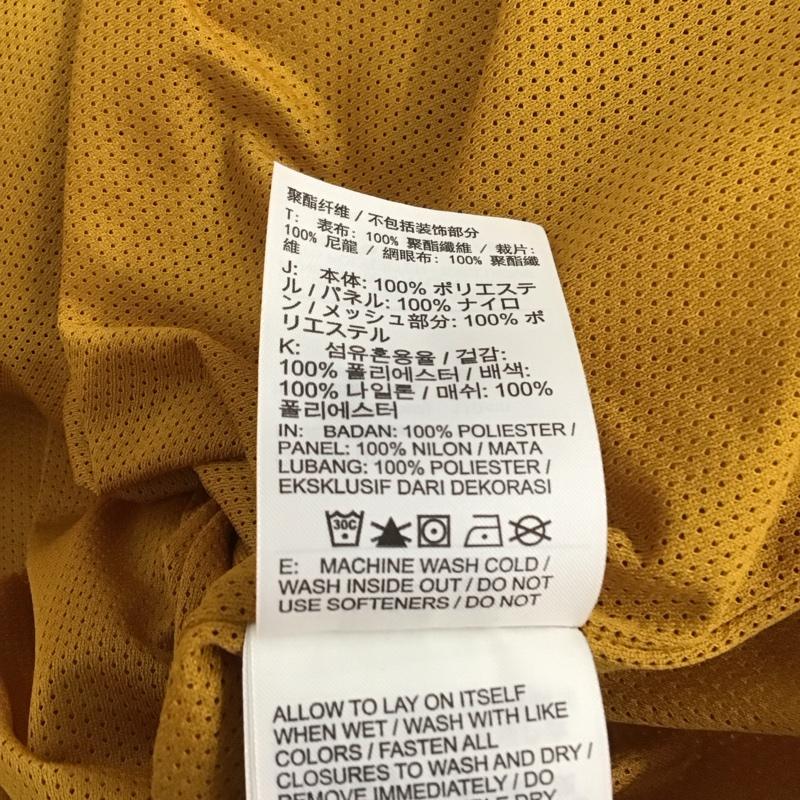 聚酯纤维 / 不包括装饰部分
T: 表布: 100% 聚酯纖維 / 裁片:
100% 尼龍 / 網眼布: 100% 聚酯纖
維
J: 本体: 100% ポリエステ
ル / パネル: 100% ナイロ
ン / メッシュ部分: 100% ポ
リエステル
K: 섬유혼용율 / 겉감:
100% 폴리에스터 / 배색:
100% 나일론 / 매쉬: 100%
폴리에스터
IN: BADAN: 100% POLIESTER /
PANEL: 100% NILON / MATA
LUBANG: 100% POLIESTER /
EKSKLUSIF DARI DEKORASI
30C
E: MACHINE WASH COLD /
WASH INSIDE OUT / DO NOT
USE SOFTENERS / DO NOT
ALLOW TO LAY ON ITSELF
WHEN WET / WASH WITH LIKE
COLORS / FASTEN ALL
CLOSURES TO WASH AND DRY /
REMOVE IMMEDIATELY / DO
DRY